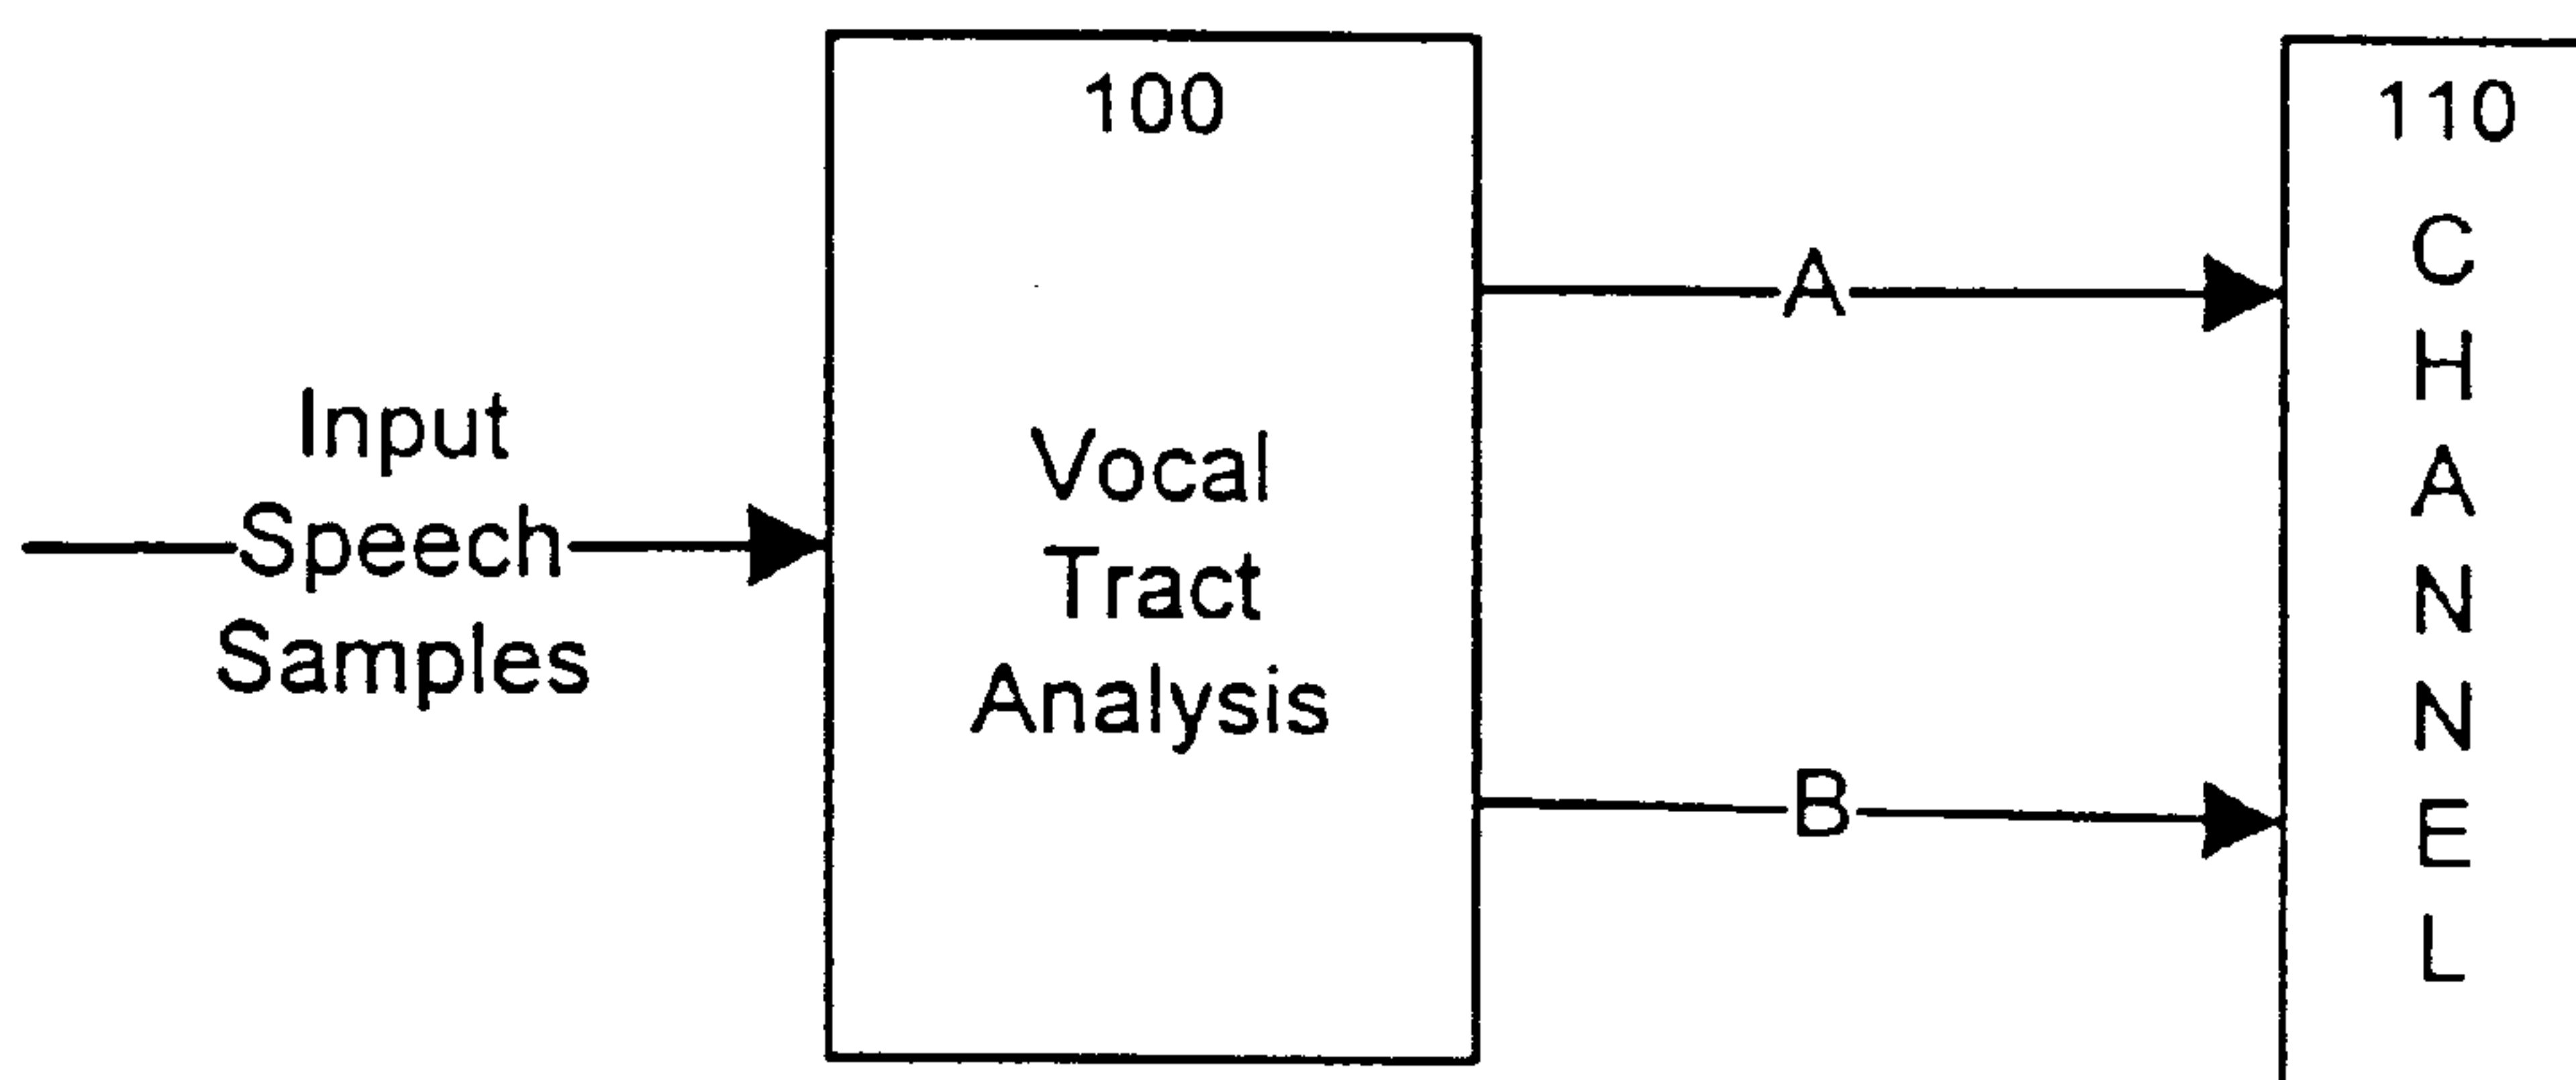 Input
Speech
Samples
100
Vocal
Tract
Analysis
A
B
110
C
H
A
N
N
E
L